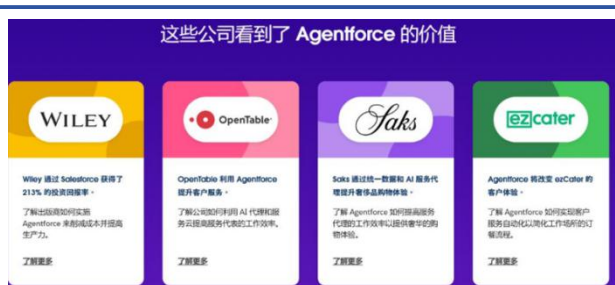 这些公司看到了 Agentforce 的价值
WILEY
OpenTable
Saks
ezcater
Wiley 通过 Salesforce 获得了
213% 的投资回报率。
了解出版商如何实施
Agentforce 来削减成本并提高
生产力。
了解更多
OpenTable 利用 Agentforce
提升客户服务。
了解公司如何利用 AI 代理和服
务云提高服务代表的工作效率。
了解更多
Saks 通过统一数据和 AI 服务代
理提升奢侈品购物体验。
了解 Agentforce 如何提高服务
代理的工作效率以提供奢华的购
物体验。
了解更多
Agentforce 将改变 ezCater 的
客户体验。
了解 Agentforce 如何实现客户
服务自动化以简化工作场所的订
餐流程。
了解更多